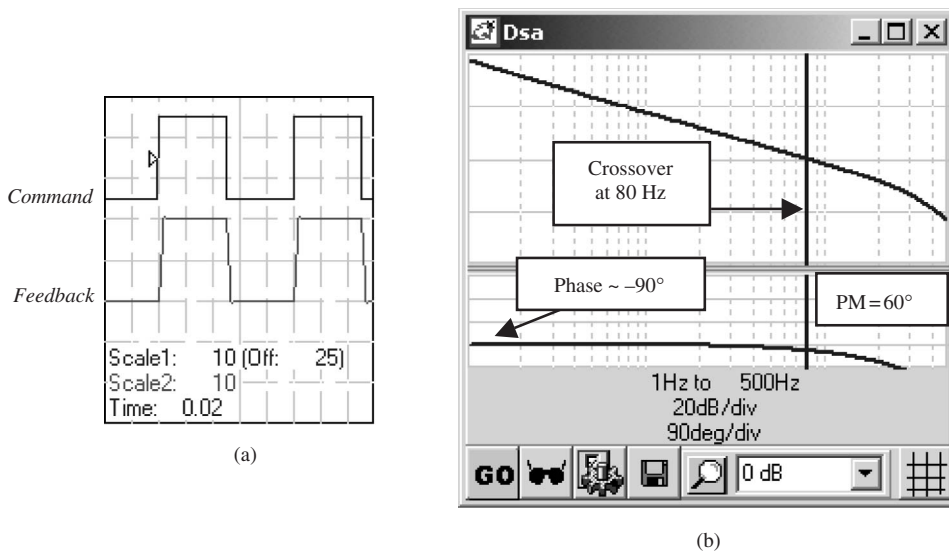 Command
Feedback
Scale1: 10 (Off: 25)
Scale2: 10
Time: 0.02
(a)
Dsa
Crossover
at 80 Hz
Phase ~ –90°
PM = 60°
1Hz to 500Hz
20dB/div
90deg/div
GO
0 dB
(b)